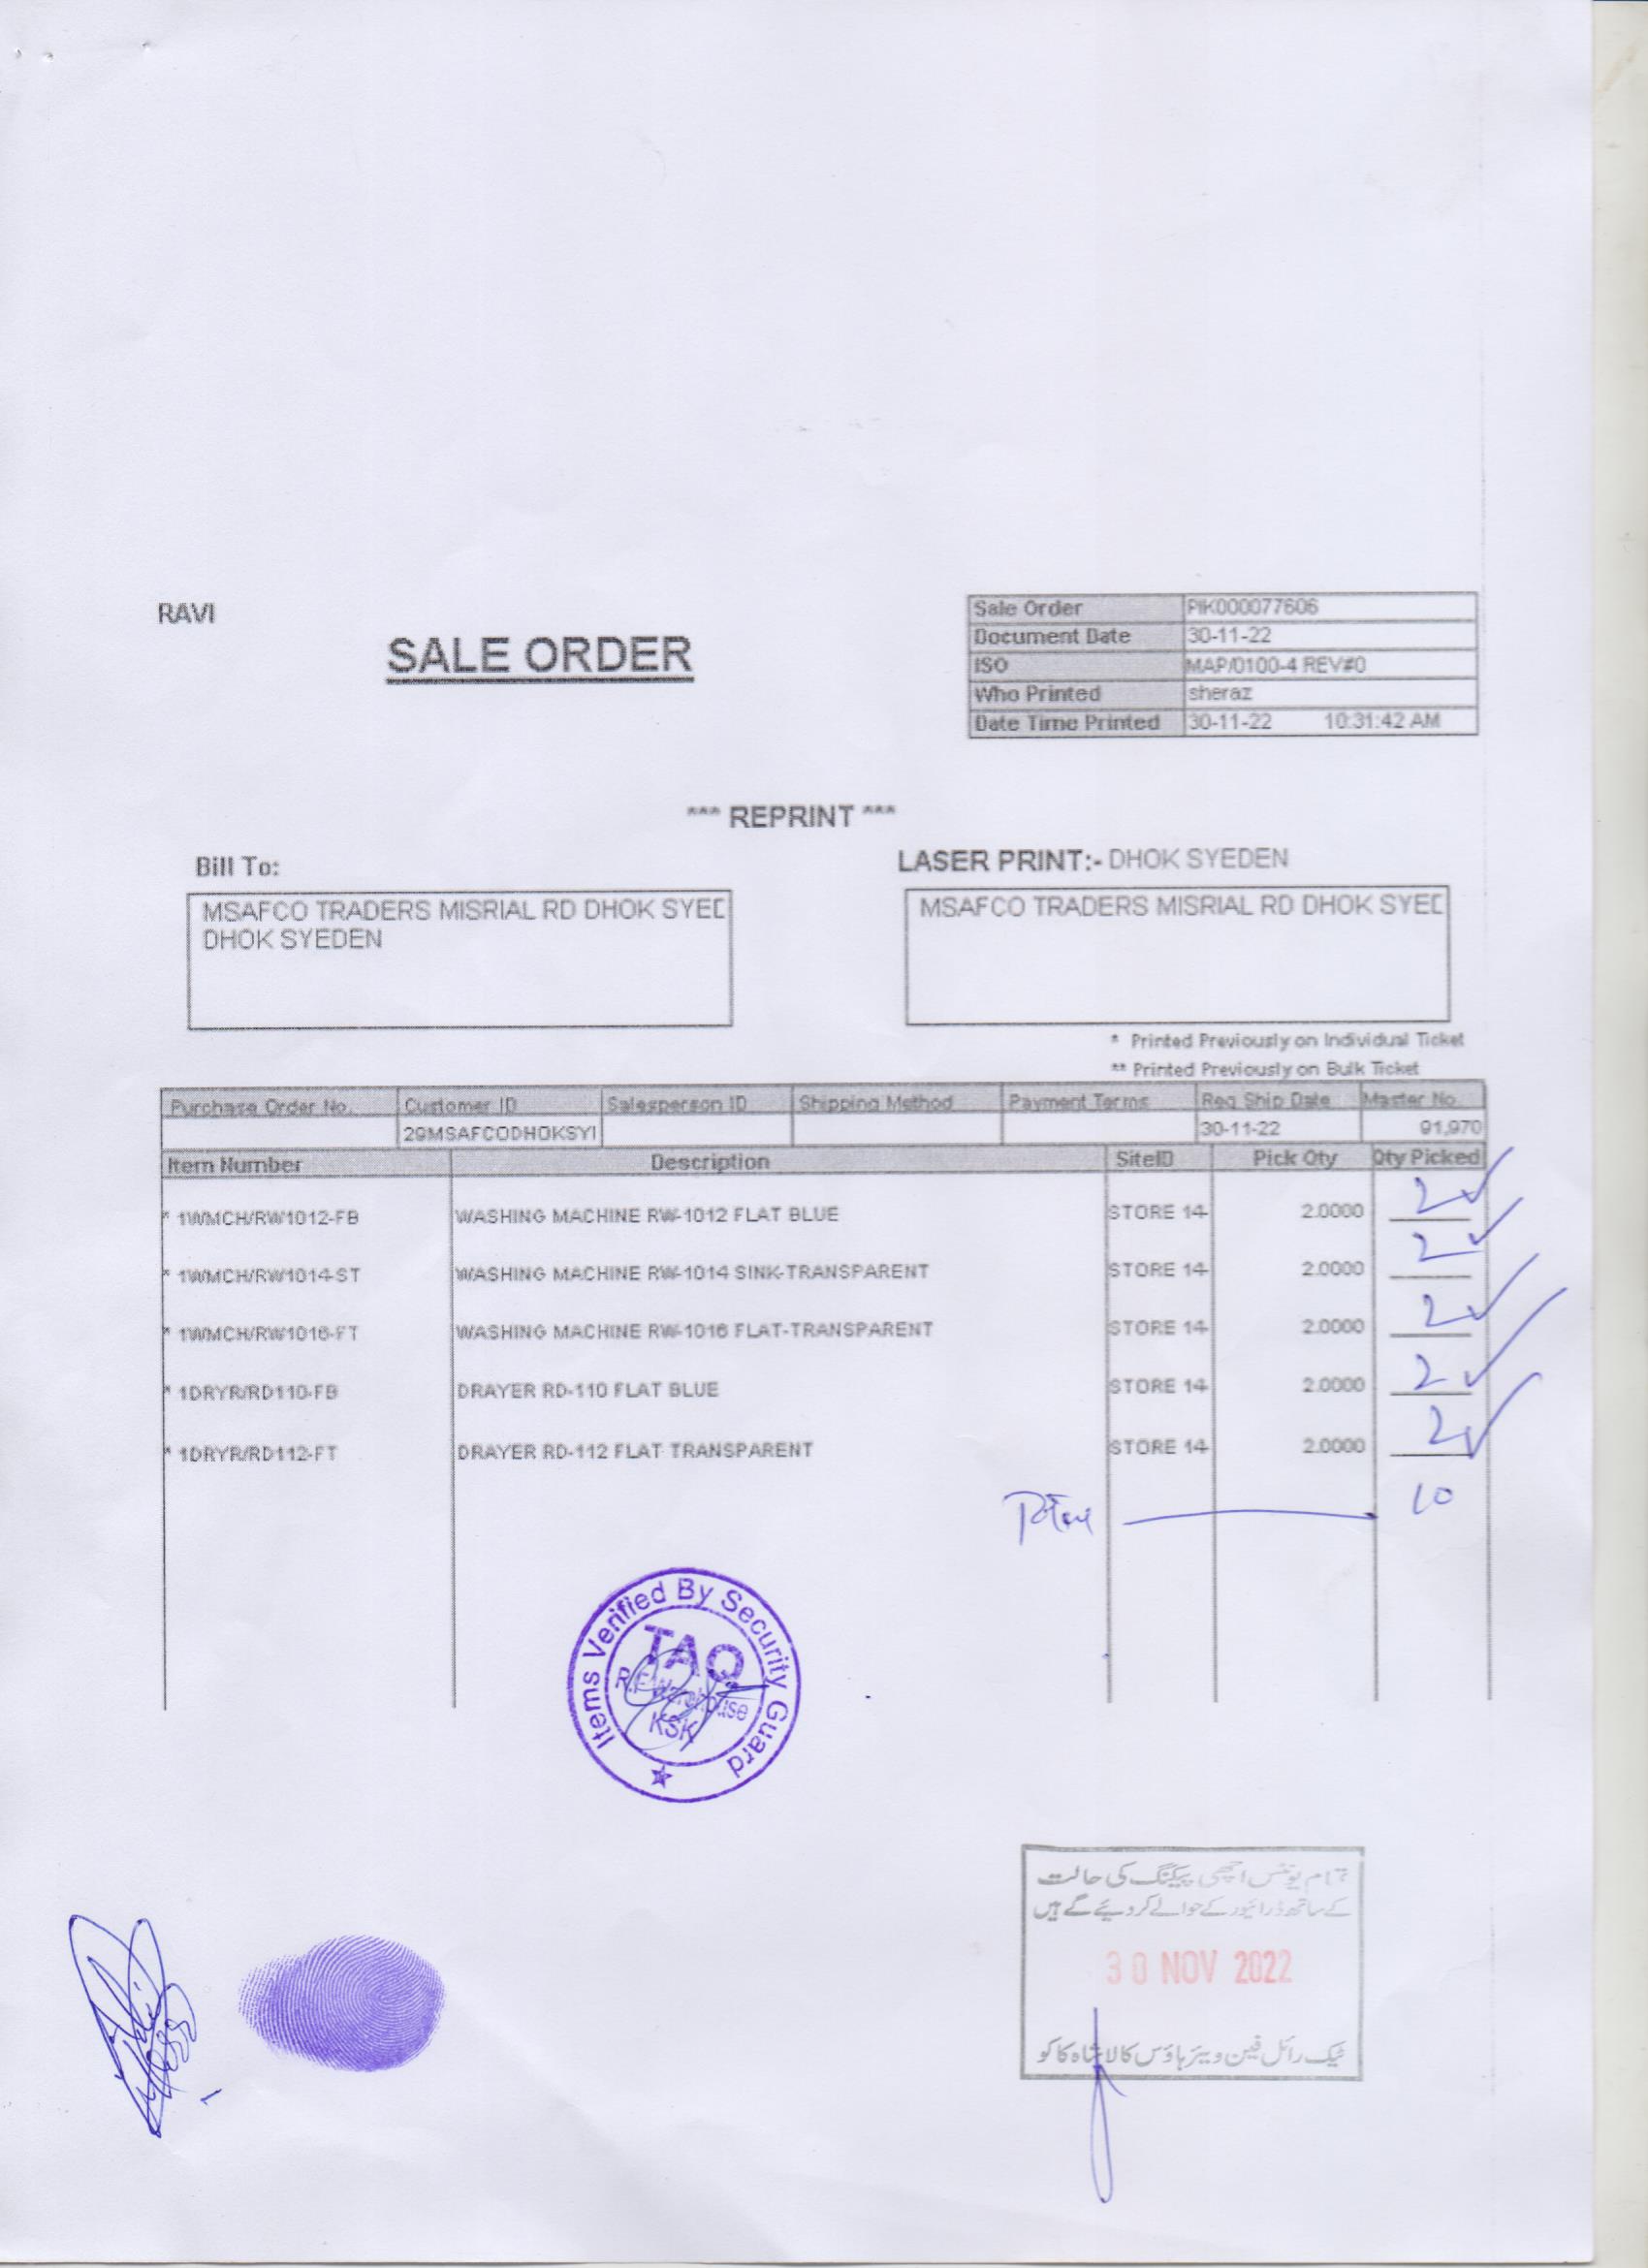 RAVI
SALE ORDER
Sale Order PIK000077606
Document Date 30-11-22
ISO MAP/0100-4 REV#0
Who Printed sheraz
Date Time Printed 30-11-22 10:31:42 AM
*** REPRINT ***
Bill To:
LASER PRINT:- DHOK SYEDEN
MSAFCO TRADERS MISRIAL RD DHOK SYED
DHOK SYEDEN
MSAFCO TRADERS MISRIAL RD DHOK SYED
* Printed Previously on Individual Ticket
** Printed Previously on Bulk Ticket
Purchase Order No. Customer ID Salesperson ID Shipping Method Payment Terms Req Ship Date Master No.
29MSAFCODHOKSYI 30-11-22 91,970
Item Number Description SiteID Pick Qty Qty Picked
* 1WMCH/RW1012-FB WASHING MACHINE RW-1012 FLAT BLUE STORE 14- 2.0000 2
* 1WMCH/RW1014-ST WASHING MACHINE RW-1014 SINK-TRANSPARENT STORE 14- 2.0000 2
* 1WMCH/RW1016-FT WASHING MACHINE RW-1016 FLAT-TRANSPARENT STORE 14- 2.0000 2
* 1DRYR/RD110-FB DRAYER RD-110 FLAT BLUE STORE 14- 2.0000 2
* 1DRYR/RD112-FT DRAYER RD-112 FLAT TRANSPARENT STORE 14- 2.0000 2
Total 10
Items Verified By Security Guard
TAQ
R.F Warehouse
KSK
تمام یونٹس اچھی پیکنگ کی حالت
کے ساتھ ڈرائیور کے حوالے کر دیئے گے ہیں
30 NOV 2022
ٹیک رائل فین ویئر ہاؤس کالا شاہ کاکو